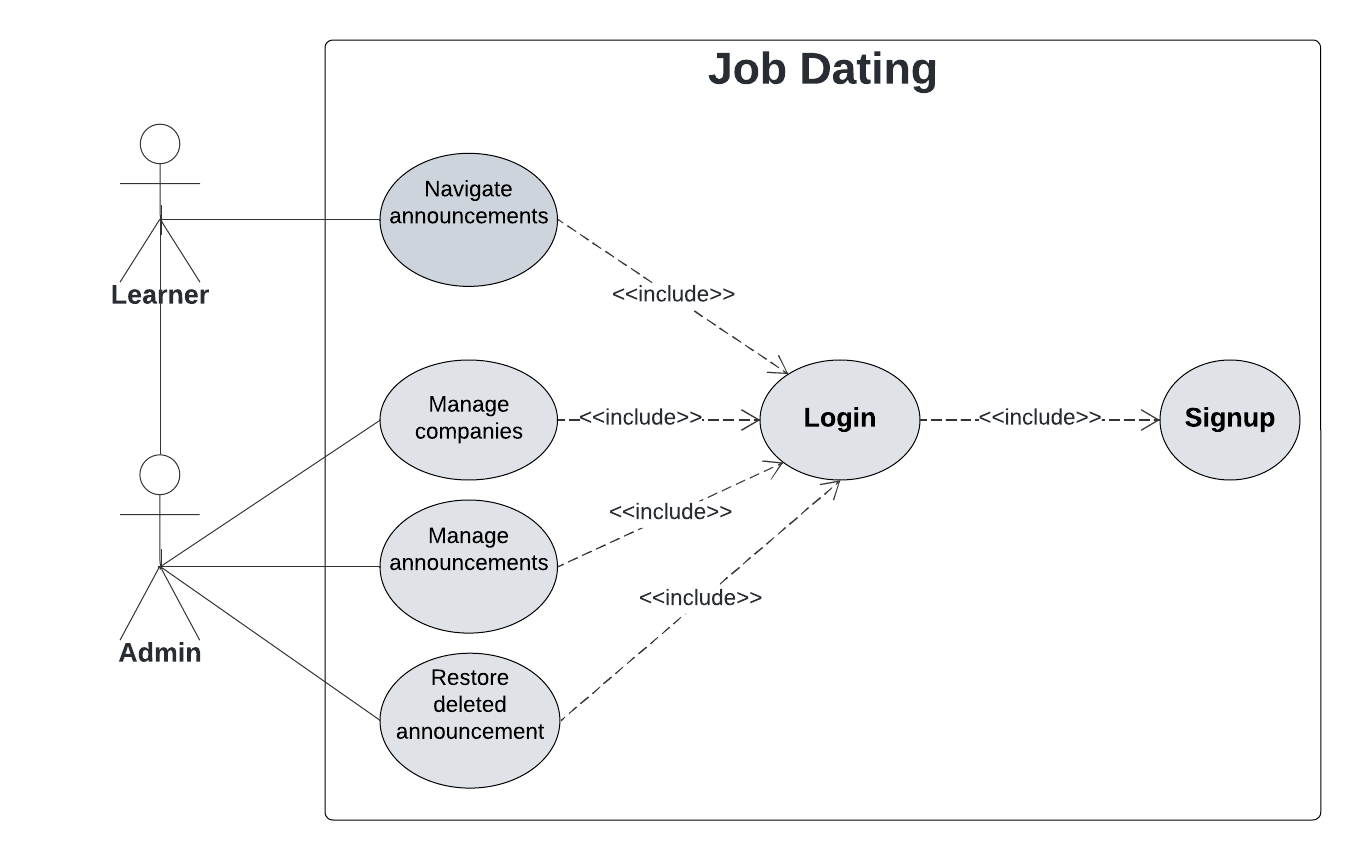 Job Dating
Navigate
announcements
Learner
<<include>>
Manage
companies
<<include>>
Login
<<include>>
Signup
Manage
announcements
<<include>>
<<include>>
Admin
Restore
deleted
announcement